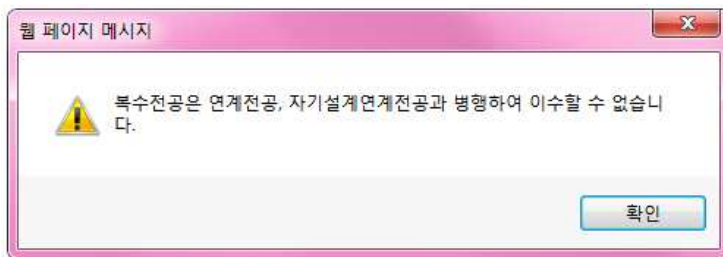 웹 페이지 메시지
복수전공은 연계전공, 자기설계연계전공과 병행하여 이수할 수 없습니
다.
확인